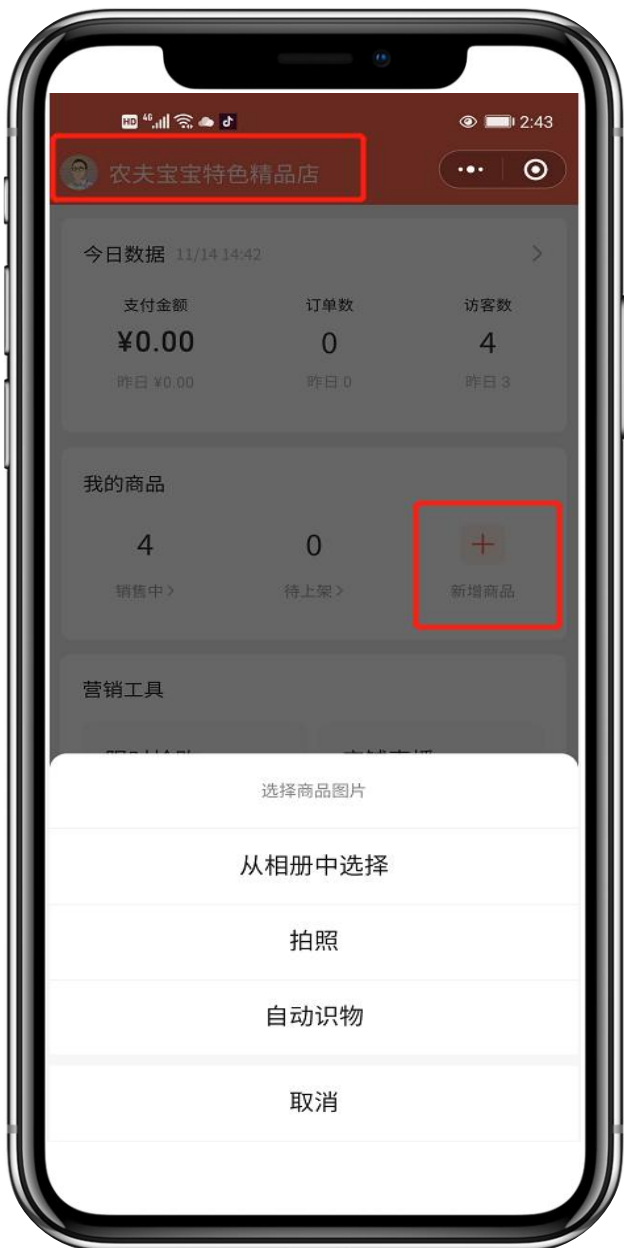 HD 4G 2:43
农夫宝宝特色精品店
今日数据 11/14 14:42
支付金额 订单数 访客数
¥0.00 0 4
昨日 ¥0.00 昨日 0 昨日 3
我的商品
4 0
销售中 待上架 新增商品
营销工具
选择商品图片
从相册中选择
拍照
自动识物
取消